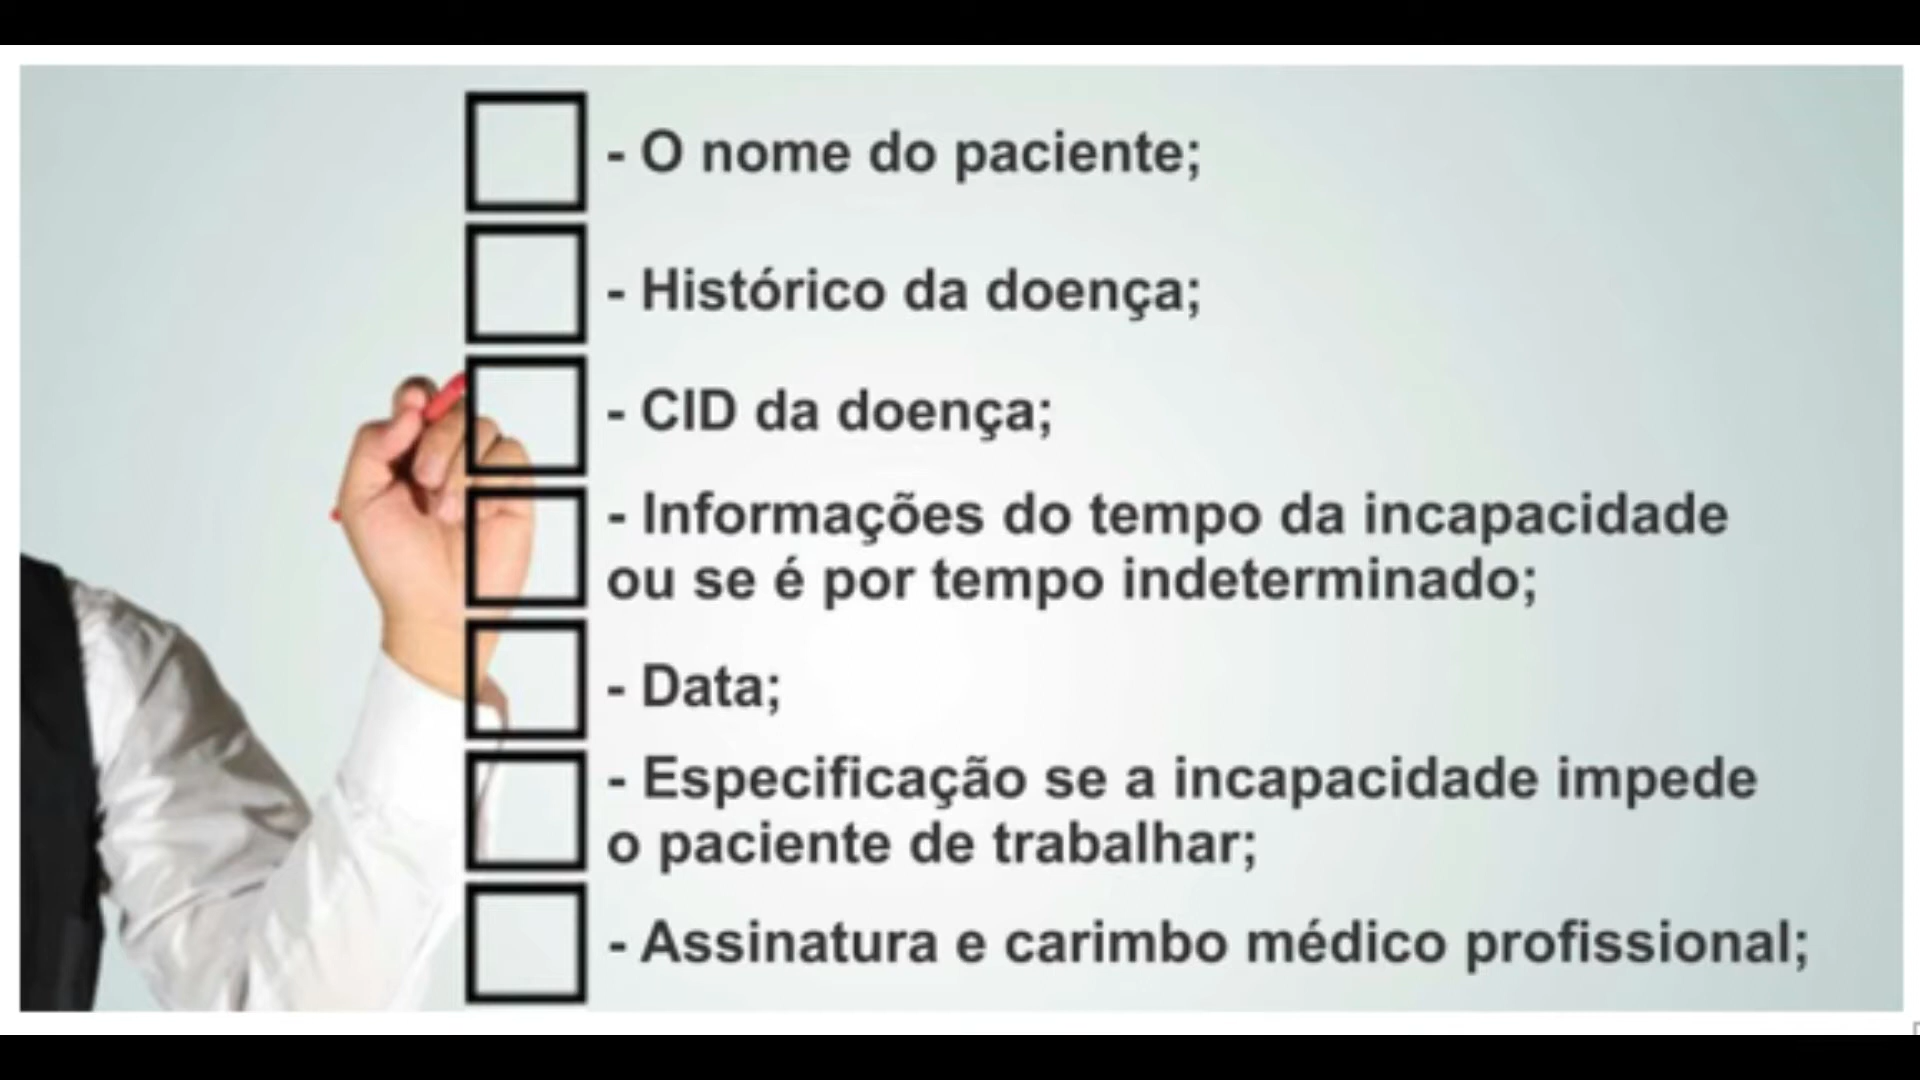 - O nome do paciente;
- Histórico da doença;
- CID da doença;
- Informações do tempo da incapacidade
ou se é por tempo indeterminado;
- Data;
- Especificação se a incapacidade impede
o paciente de trabalhar;
- Assinatura e carimbo médico profissional;